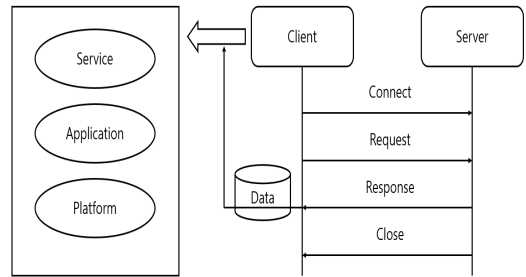 Service
Application
Platform
Client
Server
Connect
Request
Response
Data
Close